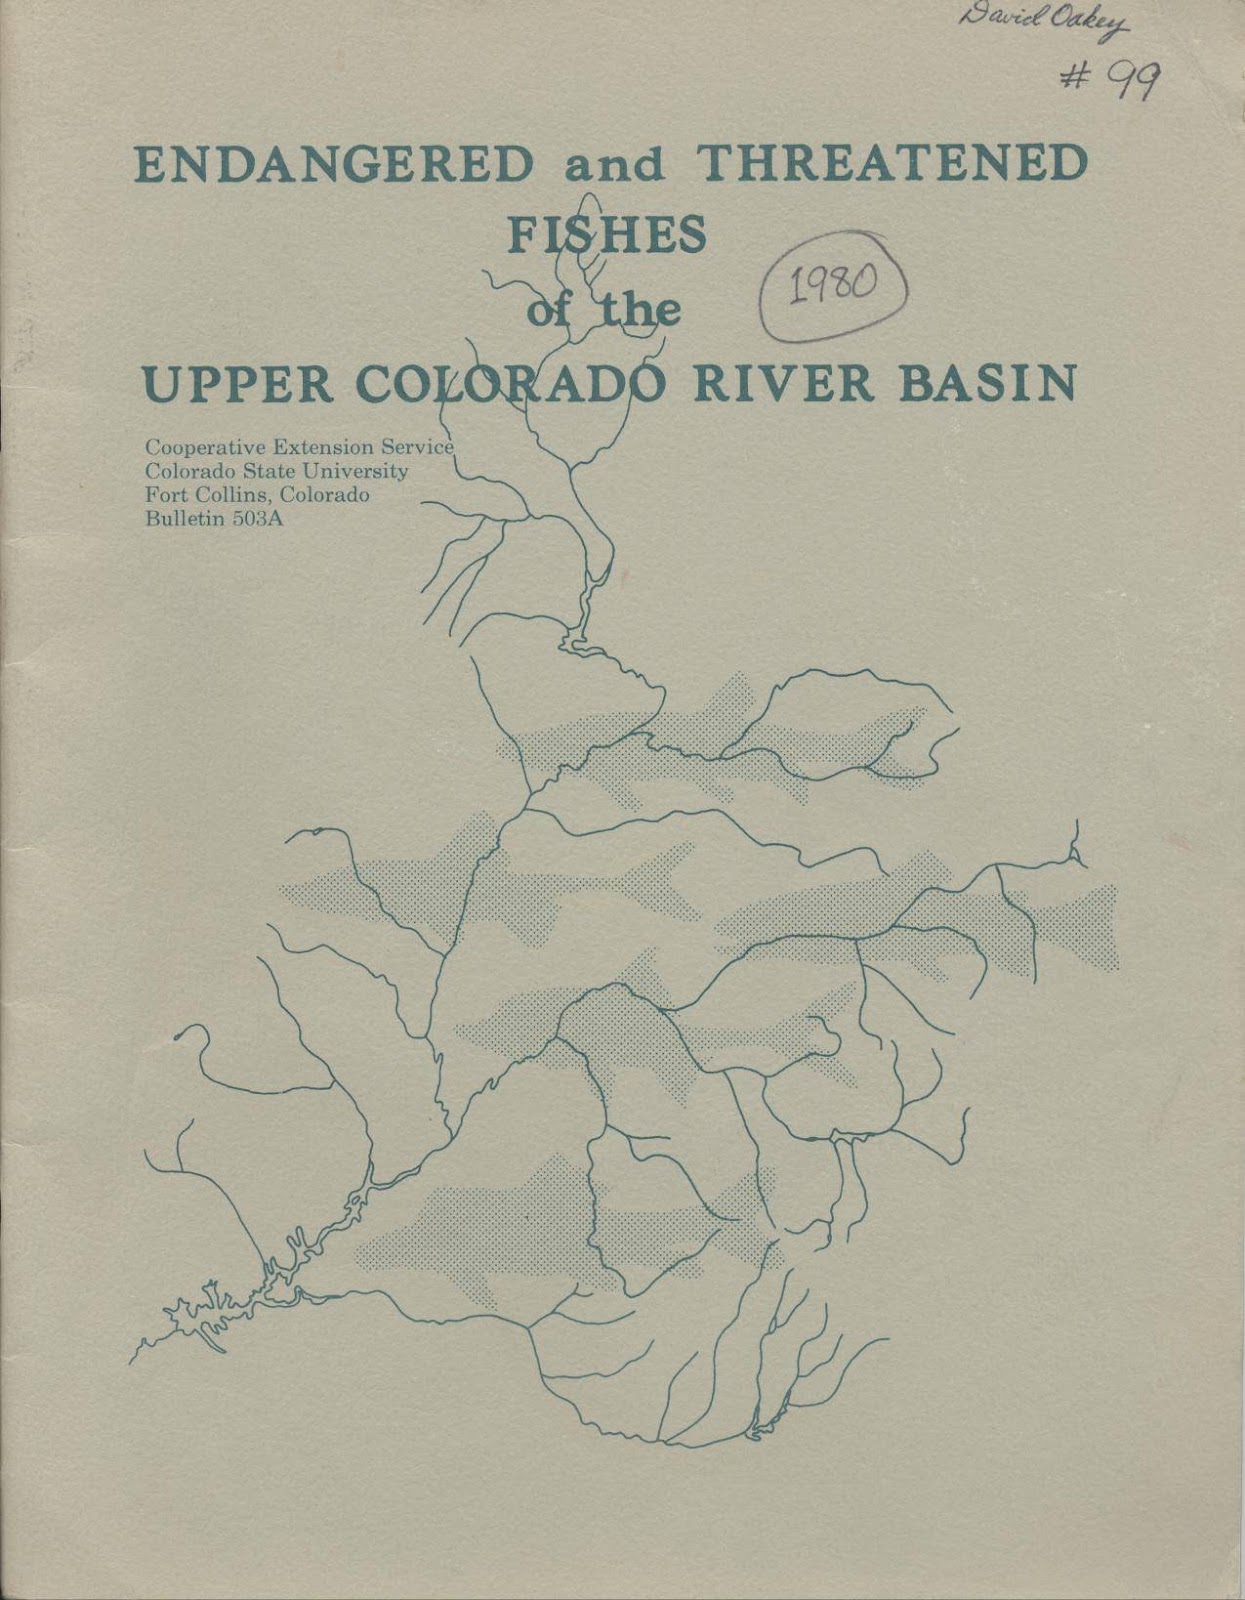 David Oakey
# 99
ENDANGERED and THREATENED
FISHES
of the
1980
UPPER COLORADO RIVER BASIN
Cooperative Extension Service
Colorado State University
Fort Collins, Colorado
Bulletin 503A